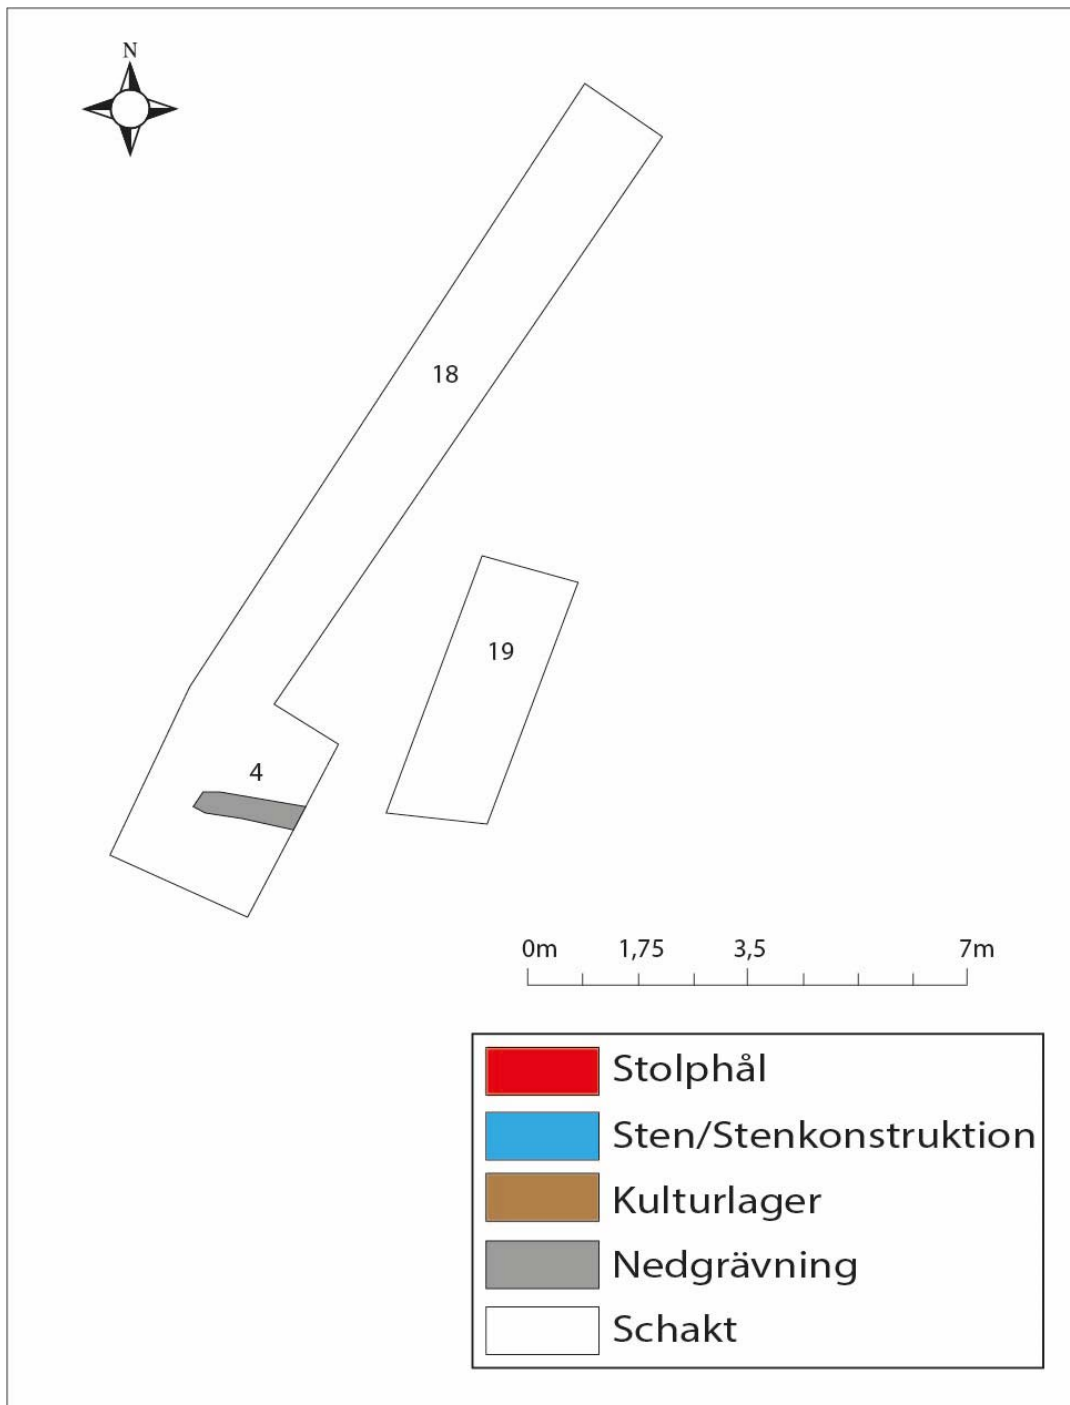 N
18
19
4
0m 1,75 3,5 7m
Stolphål
Sten/Stenkonstruktion
Kulturlager
Nedgrävning
Schakt